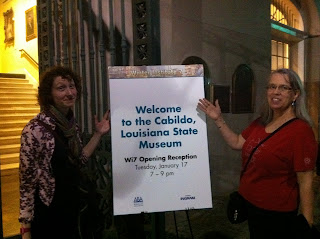 Welcome
to the Cabildo,
Louisiana State
Museum
Wi7 Opening Reception
Tuesday, January 17
7 – 9 pm